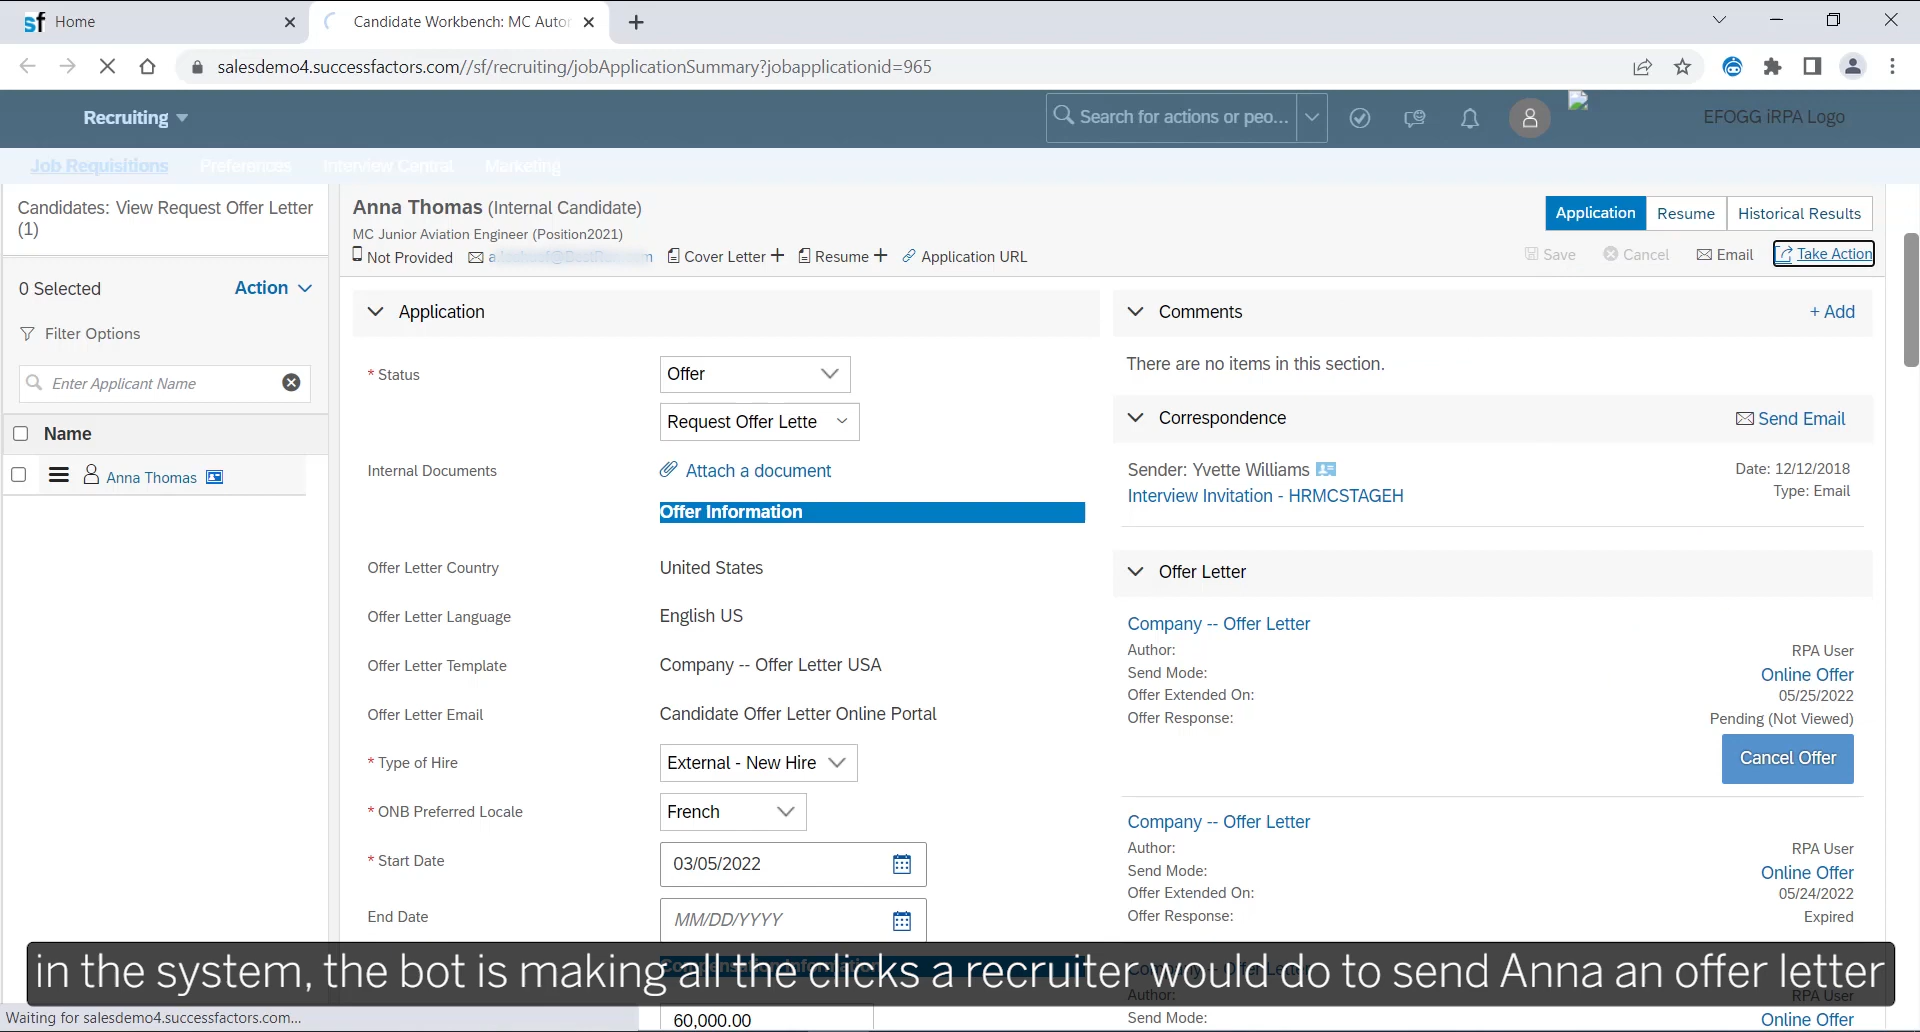 Home
Candidate Workbench: MC Autor
salesdemo4.successfactors.com//sf/recruiting/jobApplicationSummary?jobapplicationid=965
Recruiting
Search for actions or peo...
EFOGG iRPA Logo
Job Requisitions Preferences Interview Central Marketing
Candidates: View Request Offer Letter
(1)
0 Selected
Action
Filter Options
Enter Applicant Name
Name
Anna Thomas
Anna Thomas (Internal Candidate)
MC Junior Aviation Engineer (Position2021)
Not Provided
Cover Letter
Resume
Application URL
Application
Resume
Historical Results
Save
Cancel
Email
Take Action
Application
* Status
Offer
Request Offer Lette
Internal Documents
Attach a document
Offer Information
Offer Letter Country
United States
Offer Letter Language
English US
Offer Letter Template
Company -- Offer Letter USA
Offer Letter Email
Candidate Offer Letter Online Portal
* Type of Hire
External - New Hire
* ONB Preferred Locale
French
* Start Date
03/05/2022
End Date
MM/DD/YYYY
60,000.00
Comments
+ Add
There are no items in this section.
Correspondence
Send Email
Sender: Yvette Williams
Date: 12/12/2018
Interview Invitation - HRMCSTAGEH
Type: Email
Offer Letter
Company -- Offer Letter
Author:
RPA User
Send Mode:
Online Offer
Offer Extended On:
05/25/2022
Offer Response:
Pending (Not Viewed)
Cancel Offer
Company -- Offer Letter
Author:
RPA User
Send Mode:
Online Offer
Offer Extended On:
05/24/2022
Offer Response:
Expired
Author:
RPA User
Send Mode:
Online Offer
in the system, the bot is making all the clicks a recruiter would do to send Anna an offer letter
Waiting for salesdemo4.successfactors.com...